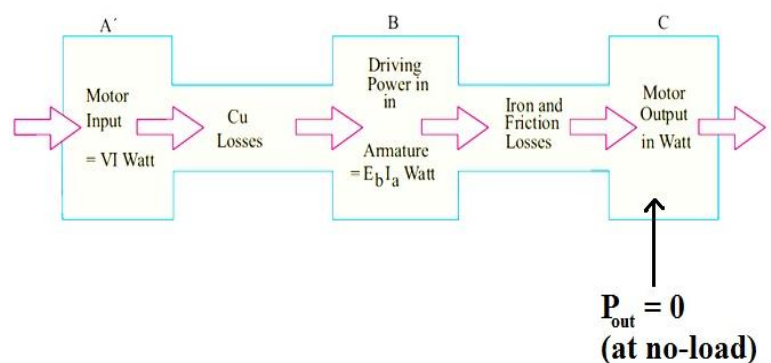 A′
Motor
Input
= VI Watt
Cu
Losses
B
Driving
Power in
in
Armature
= EbIa Watt
Iron and
Friction
Losses
C
Motor
Output
in Watt
Pout = 0
(at no-load)